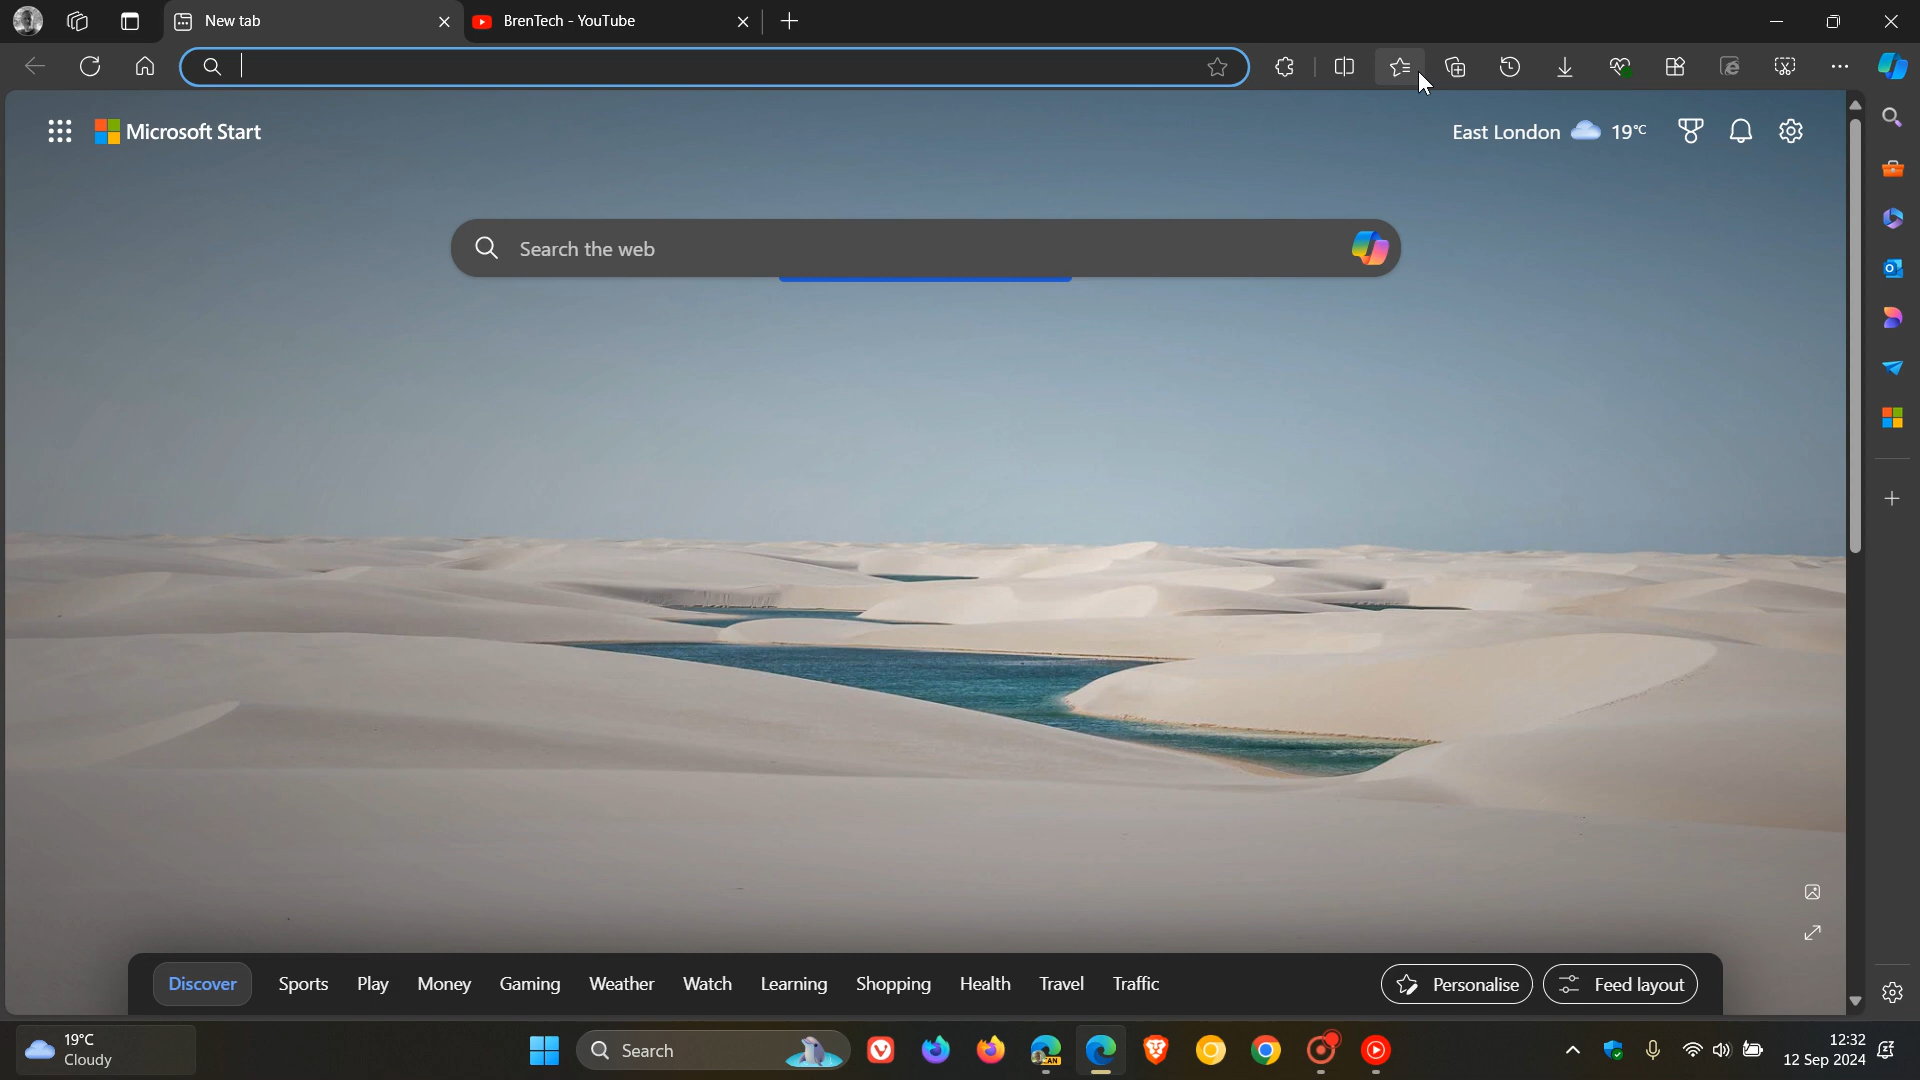 New tab
BrenTech - YouTube
Microsoft Start
East London 19°C
Search the web
Discover
Sports
Play
Money
Gaming
Weather
Watch
Learning
Shopping
Health
Travel
Traffic
Personalise
Feed layout
19°C
Cloudy
Search
CAN
12:32
12 Sep 2024